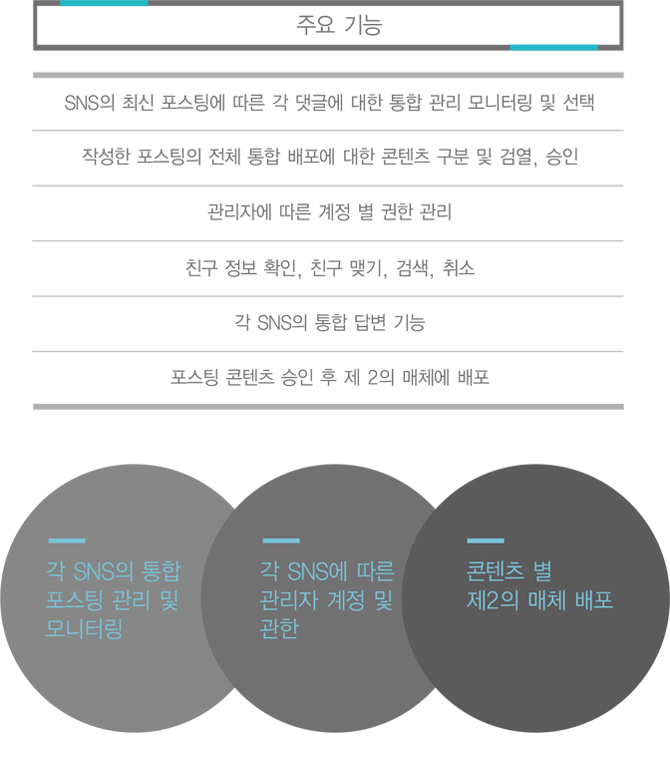 주요 기능
SNS의 최신 포스팅에 따른 각 댓글에 대한 통합 관리 모니터링 및 선택
작성한 포스팅의 전체 통합 배포에 대한 콘텐츠 구분 및 검열, 승인
관리자에 따른 계정 별 권한 관리
친구 정보 확인, 친구 맺기, 검색, 취소
각 SNS의 통합 답변 기능
포스팅 콘텐츠 승인 후 제 2의 매체에 배포
각 SNS의 통합
포스팅 관리 및
모니터링
각 SNS에 따른
관리자 계정 및
관한
콘텐츠 별
제2의 매체 배포